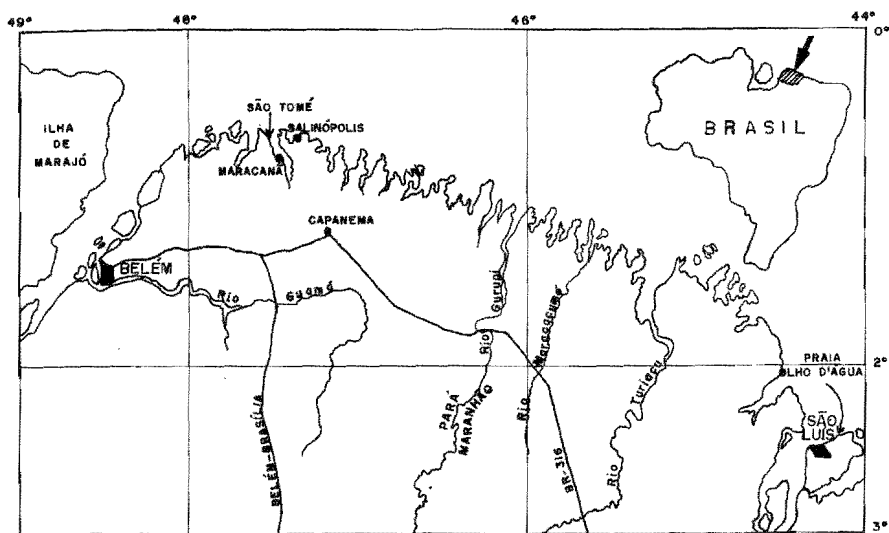 49°
48°
46°
44°
0°
SÃO TOMÉ
SALINÓPOLIS
ILHA
DE
MARAJÓ
BRASIL
MARACANÃ
CAPANEMA
BELÉM
Rio Guamá
Rio Gurupi
Rio Maracaçumé
Rio Turiaçu
PRAIA
OLHO D'ÁGUA
2°
SÃO
LUIS
PARÁ
MARANHÃO
BELÉM-BRASÍLIA
BR-316
3°